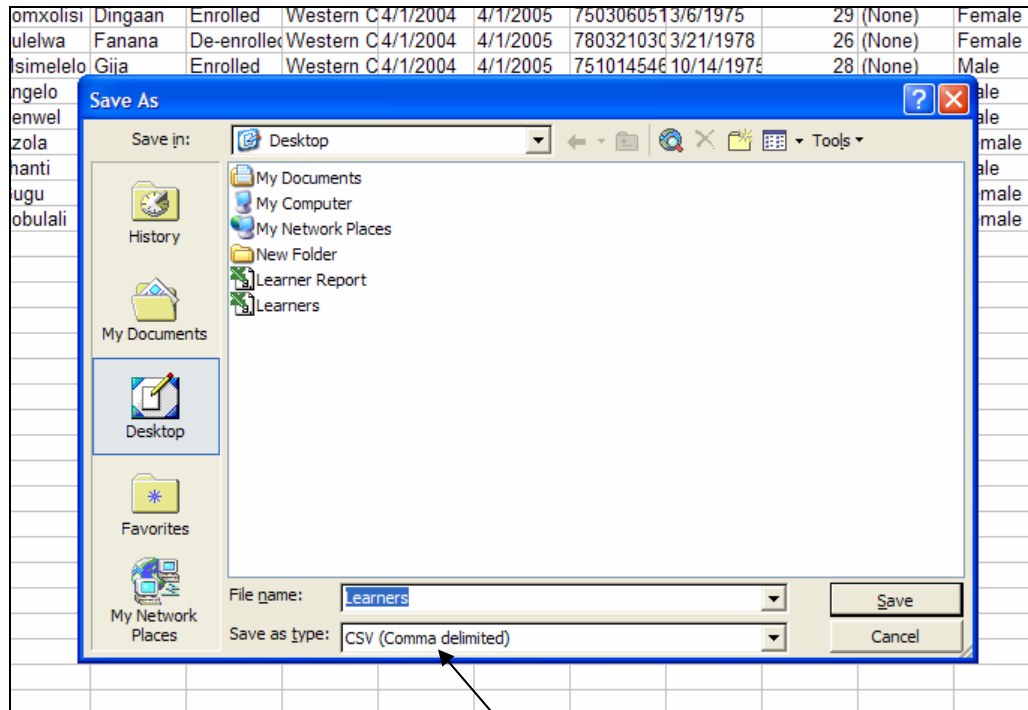 omxolisi Dingaan Enrolled Western C 4/1/2004 4/1/2005 750306051 3/6/1975 29 (None) Female
ulelwa Fanana De-enrolled Western C 4/1/2004 4/1/2005 780321030 3/21/1978 26 (None) Female
lsimelelo Gija Enrolled Western C 4/1/2004 4/1/2005 751014546 10/14/1975 28 (None) Male
ngelo ale
enwel ale
zola male
hanti ale
ugu male
obulali male
Save As
Save in: Desktop Tools
My Documents
My Computer
My Network Places
New Folder
Learner Report
Learners
History
My Documents
Desktop
Favorites
My Network
Places
File name: Learners Save
Save as type: CSV (Comma delimited) Cancel